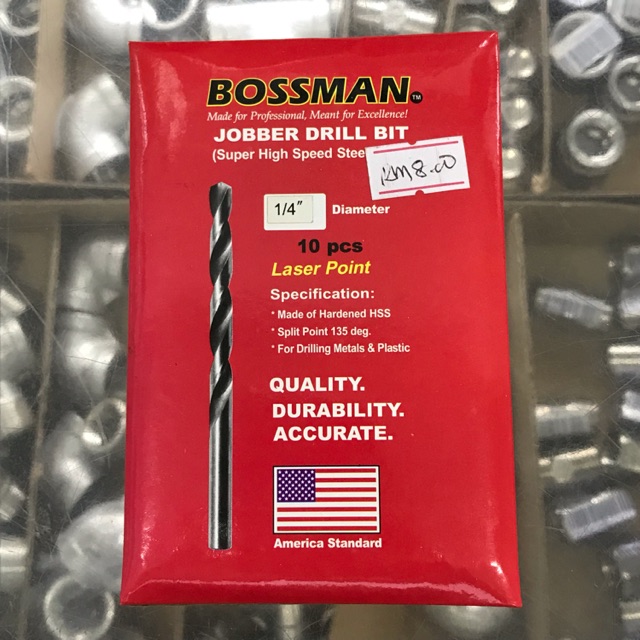 BOSSMAN™
Made for Professional, Meant for Excellence!
JOBBER DRILL BIT
(Super High Speed Steel
RM8.00
1/4"
Diameter
10 pcs
Laser Point
Specification:
* Made of Hardened HSS
* Split Point 135 deg.
* For Drilling Metals & Plastic
QUALITY.
DURABILITY.
ACCURATE.
America Standard